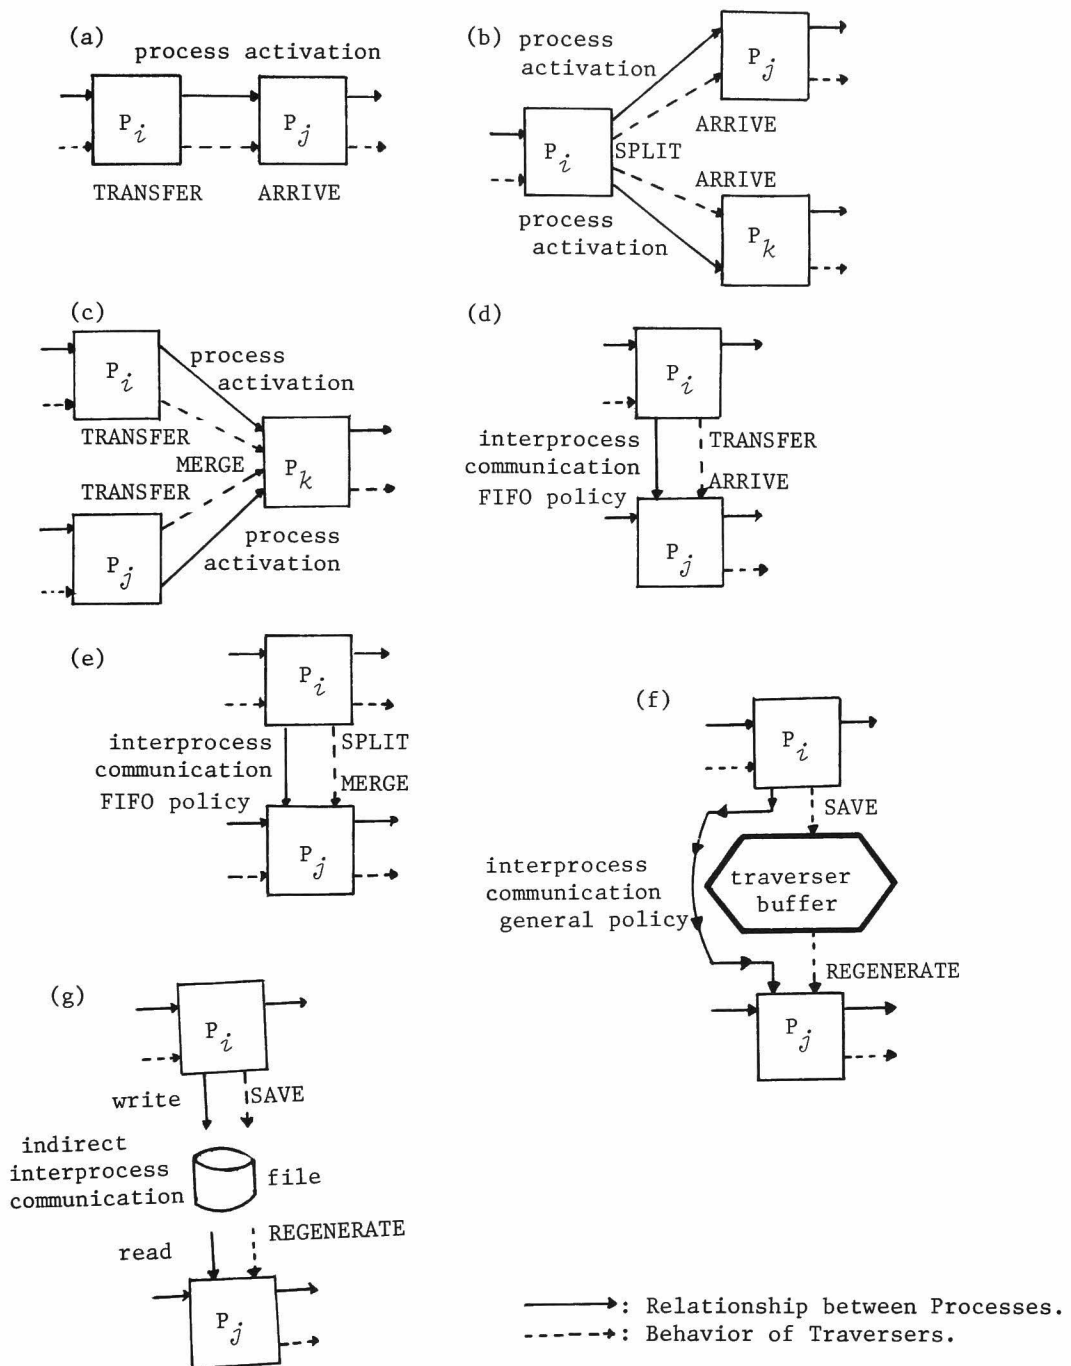 (a)
process activation
P_i
P_j
TRANSFER
ARRIVE
(b)
process
activation
P_j
ARRIVE
P_i
SPLIT
ARRIVE
process
activation
P_k
(c)
P_i
process
activation
TRANSFER
MERGE
P_k
TRANSFER
P_j
process
activation
(d)
P_i
interprocess
communication
FIFO policy
TRANSFER
ARRIVE
P_j
(e)
P_i
interprocess
communication
FIFO policy
SPLIT
MERGE
P_j
(f)
P_i
SAVE
interprocess
communication
general policy
traverser
buffer
REGENERATE
P_j
(g)
P_i
write
SAVE
indirect
interprocess
communication
file
read
REGENERATE
P_j
: Relationship between Processes.
: Behavior of Traversers.